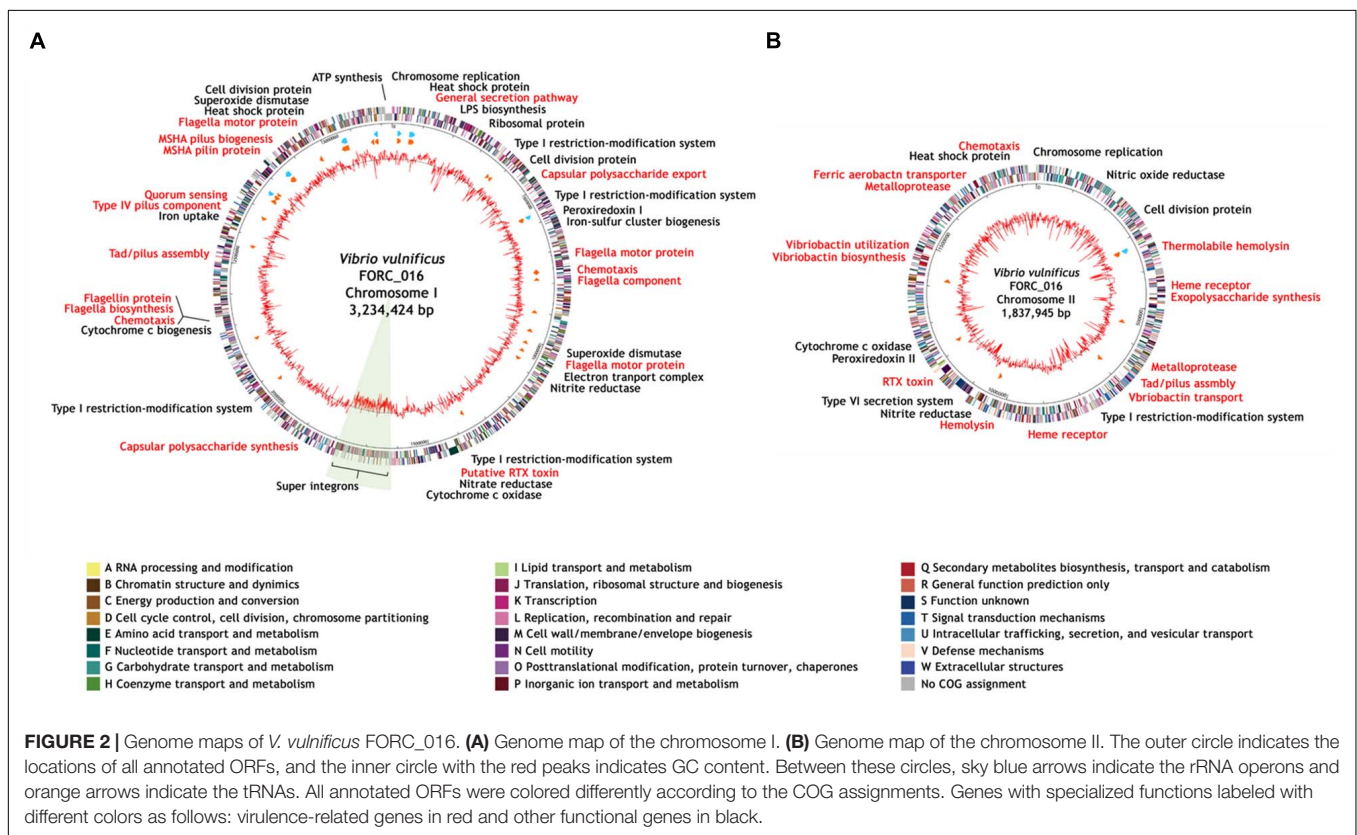 A
ATP synthesis
Cell division protein
Superoxide dismutase
Heat shock protein
Flagella motor protein
MSHA pilus biogenesis
MSHA pilin protein
Quorum sensing
Type IV pilus component
Iron uptake
Tad/pilus assembly
Flagellin protein
Flagella biosynthesis
Chemotaxis
Cytochrome c biogenesis
Type I restriction-modification system
Capsular polysaccharide synthesis
Super integrons
Chromosome replication
Heat shock protein
General secretion pathway
LPS biosynthesis
Ribosomal protein
Type I restriction-modification system
Cell division protein
Capsular polysaccharide export
Type I restriction-modification system
Peroxiredoxin I
Iron-sulfur cluster biogenesis
Flagella motor protein
Chemotaxis
Flagella component
Superoxide dismutase
Flagella motor protein
Electron tranport complex
Nitrite reductase
Type I restriction-modification system
Putative RTX toxin
Nitrate reductase
Cytochrome c oxidase
Vibrio vulnificus
FORC_016
Chromosome I
3,234,424 bp
B
Chemotaxis
Heat shock protein
Ferric aerobactn transporter
Metalloprotease
Vibriobactin utilization
Vibriobactin biosynthesis
Cytochrome c oxidase
Peroxiredoxin II
RTX toxin
Type VI secretion system
Nitrite reductase
Hemolysin
Chromosome replication
Nitric oxide reductase
Cell division protein
Thermolabile hemolysin
Heme receptor
Exopolysaccharide synthesis
Metalloprotease
Tad/pilus assmbly
Vbriobactin transport
Type I restriction-modification system
Heme receptor
Vibrio vulnificus
FORC_016
Chromosome II
1,837,945 bp
A RNA processing and modification
B Chromatin structure and dynimics
C Energy production and conversion
D Cell cycle control, cell division, chromosome partitioning
E Amino acid transport and metabolism
F Nucleotide transport and metabolism
G Carbohydrate transport and metabolism
H Coenzyme transport and metabolism
I Lipid transport and metabolism
J Translation, ribosomal structure and biogenesis
K Transcription
L Replication, recombination and repair
M Cell wall/membrane/envelope biogenesis
N Cell motility
O Posttranslational modification, protein turnover, chaperones
P Inorganic ion transport and metabolism
Q Secondary metabolites biosynthesis, transport and catabolism
R General function prediction only
S Function unknown
T Signal transduction mechanisms
U Intracellular trafficking, secretion, and vesicular transport
V Defense mechanisms
W Extracellular structures
No COG assignment
FIGURE 2 | Genome maps of V. vulnificus FORC_016. (A) Genome map of the chromosome I. (B) Genome map of the chromosome II. The outer circle indicates the
locations of all annotated ORFs, and the inner circle with the red peaks indicates GC content. Between these circles, sky blue arrows indicate the rRNA operons and
orange arrows indicate the tRNAs. All annotated ORFs were colored differently according to the COG assignments. Genes with specialized functions labeled with
different colors as follows: virulence-related genes in red and other functional genes in black.